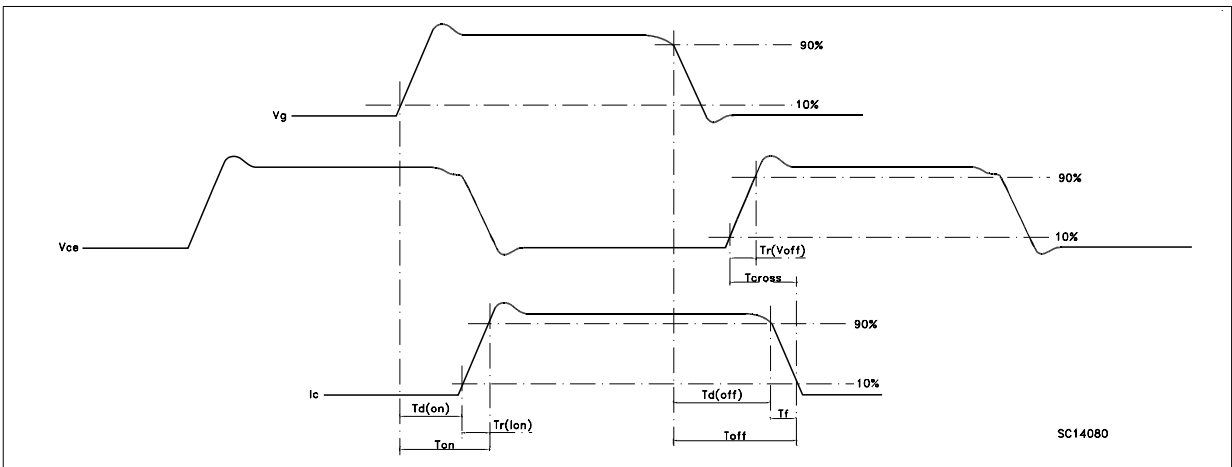 90%
10%
Vg
90%
Vce
10%
Tr(Voff)
Tcross
90%
10%
Ic
Td(on)
Td(off)
Tf
Tr(Ion)
Ton
Toff
SC14080